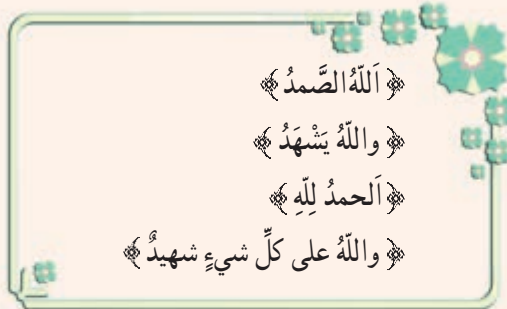 ﴿ اَللّهُ الصَّمدُ ﴾
﴿ واللّهُ يَشْهَدُ ﴾
﴿ اَلحمدُ لِلّهِ ﴾
﴿ واللّهُ على كلِّ شيءٍ شهيدٌ ﴾